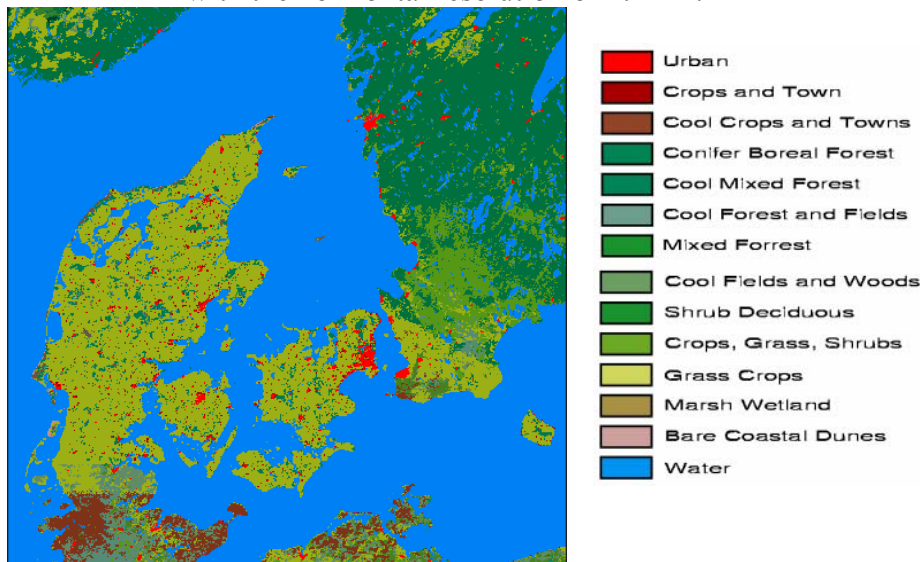 Urban
Crops and Town
Cool Crops and Towns
Conifer Boreal Forest
Cool Mixed Forest
Cool Forest and Fields
Mixed Forrest
Cool Fields and Woods
Shrub Deciduous
Crops, Grass, Shrubs
Grass Crops
Marsh Wetland
Bare Coastal Dunes
Water